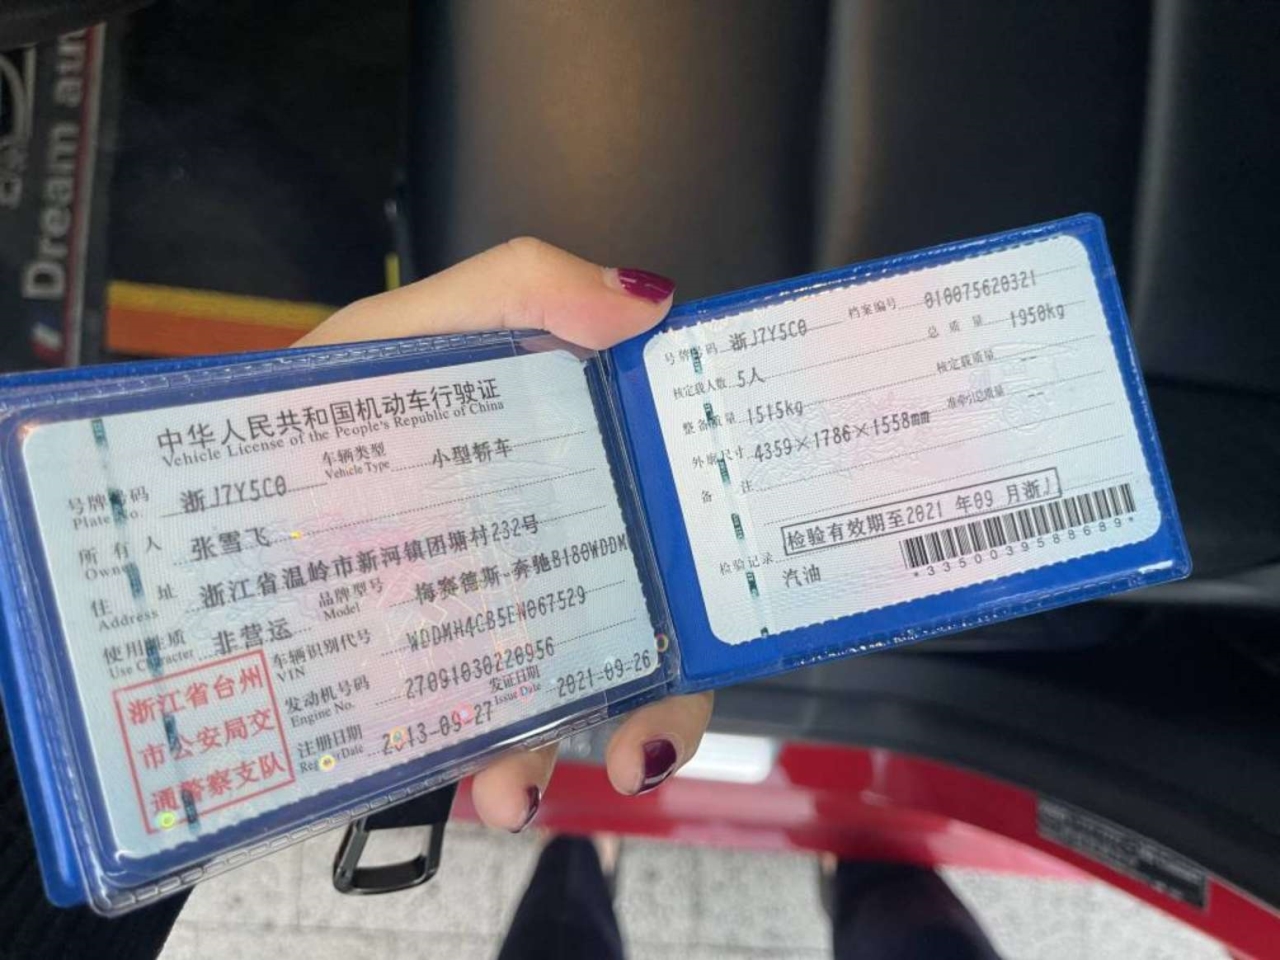 Dream aut
中华人民共和国机动车行驶证
Vehicle License of the People's Republic of China
号牌号码 浙J7Y5C0 车辆类型 小型轿车
Plate No. Vehicle Type
所有人 张雪飞
Owner
住址 浙江省温岭市新河镇团塘村232号
Address
使用性质 非营运 品牌型号 梅赛德斯-奔驰B180WDDM
Use Character Model
车辆识别代号 WDDMH4CB5EN067529
VIN
发动机号码 27091030220956
Engine No.
注册日期 2013-09-27 发证日期 2021-09-26
Date Issue Date
浙江省台州
市公安局交
通警察支队
号牌号码 浙J7Y5C0 档案编号 010075620321
核定载人数 5人 总质量 1950kg
整备质量 1515kg 核定载质量 --
外廓尺寸 4359×1786×1558mm 准牵引总质量 --
备注
检验记录 检验有效期至2021 年09 月浙J
汽油
*3350039588689*